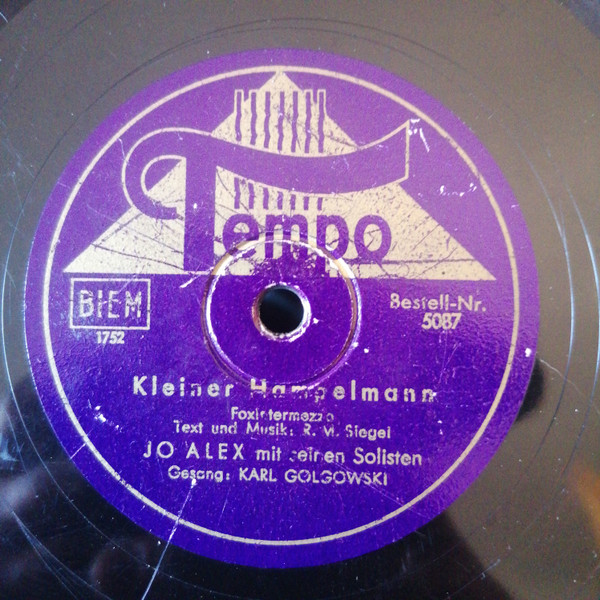 Tempo
BIEM
1752
Bestell-Nr.
5087
Kleiner Hampelmann
Foxintermezzo
Text und Musik: R. M. Siegel
JO ALEX mit seinen Solisten
Gesang: KARL GOLGOWSKI